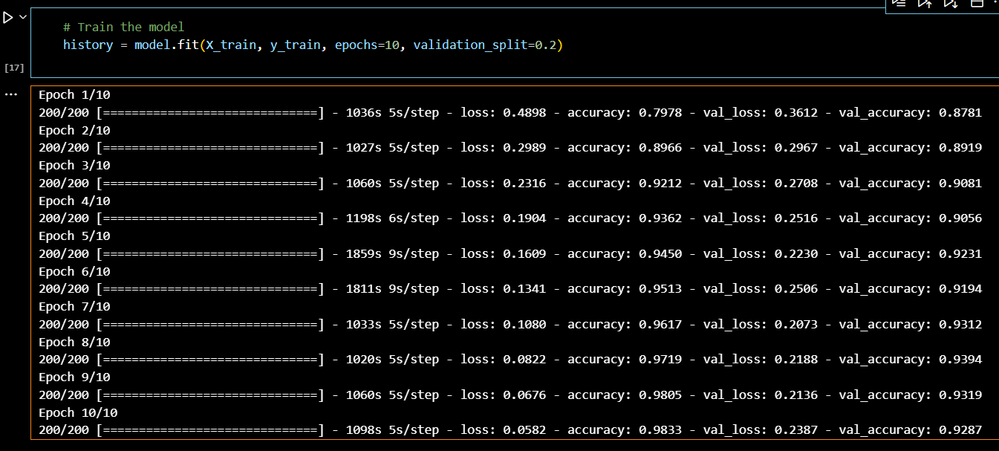 # Train the model
history = model.fit(X_train, y_train, epochs=10, validation_split=0.2)
[17]
...
Epoch 1/10
200/200 [==============================] - 1036s 5s/step - loss: 0.4898 - accuracy: 0.7978 - val_loss: 0.3612 - val_accuracy: 0.8781
Epoch 2/10
200/200 [==============================] - 1027s 5s/step - loss: 0.2989 - accuracy: 0.8966 - val_loss: 0.2967 - val_accuracy: 0.8919
Epoch 3/10
200/200 [==============================] - 1060s 5s/step - loss: 0.2316 - accuracy: 0.9212 - val_loss: 0.2708 - val_accuracy: 0.9081
Epoch 4/10
200/200 [==============================] - 1198s 6s/step - loss: 0.1904 - accuracy: 0.9362 - val_loss: 0.2516 - val_accuracy: 0.9056
Epoch 5/10
200/200 [==============================] - 1859s 9s/step - loss: 0.1609 - accuracy: 0.9450 - val_loss: 0.2230 - val_accuracy: 0.9231
Epoch 6/10
200/200 [==============================] - 1811s 9s/step - loss: 0.1341 - accuracy: 0.9513 - val_loss: 0.2506 - val_accuracy: 0.9194
Epoch 7/10
200/200 [==============================] - 1033s 5s/step - loss: 0.1080 - accuracy: 0.9617 - val_loss: 0.2073 - val_accuracy: 0.9312
Epoch 8/10
200/200 [==============================] - 1020s 5s/step - loss: 0.0822 - accuracy: 0.9719 - val_loss: 0.2188 - val_accuracy: 0.9394
Epoch 9/10
200/200 [==============================] - 1060s 5s/step - loss: 0.0676 - accuracy: 0.9805 - val_loss: 0.2136 - val_accuracy: 0.9319
Epoch 10/10
200/200 [==============================] - 1098s 5s/step - loss: 0.0582 - accuracy: 0.9833 - val_loss: 0.2387 - val_accuracy: 0.9287